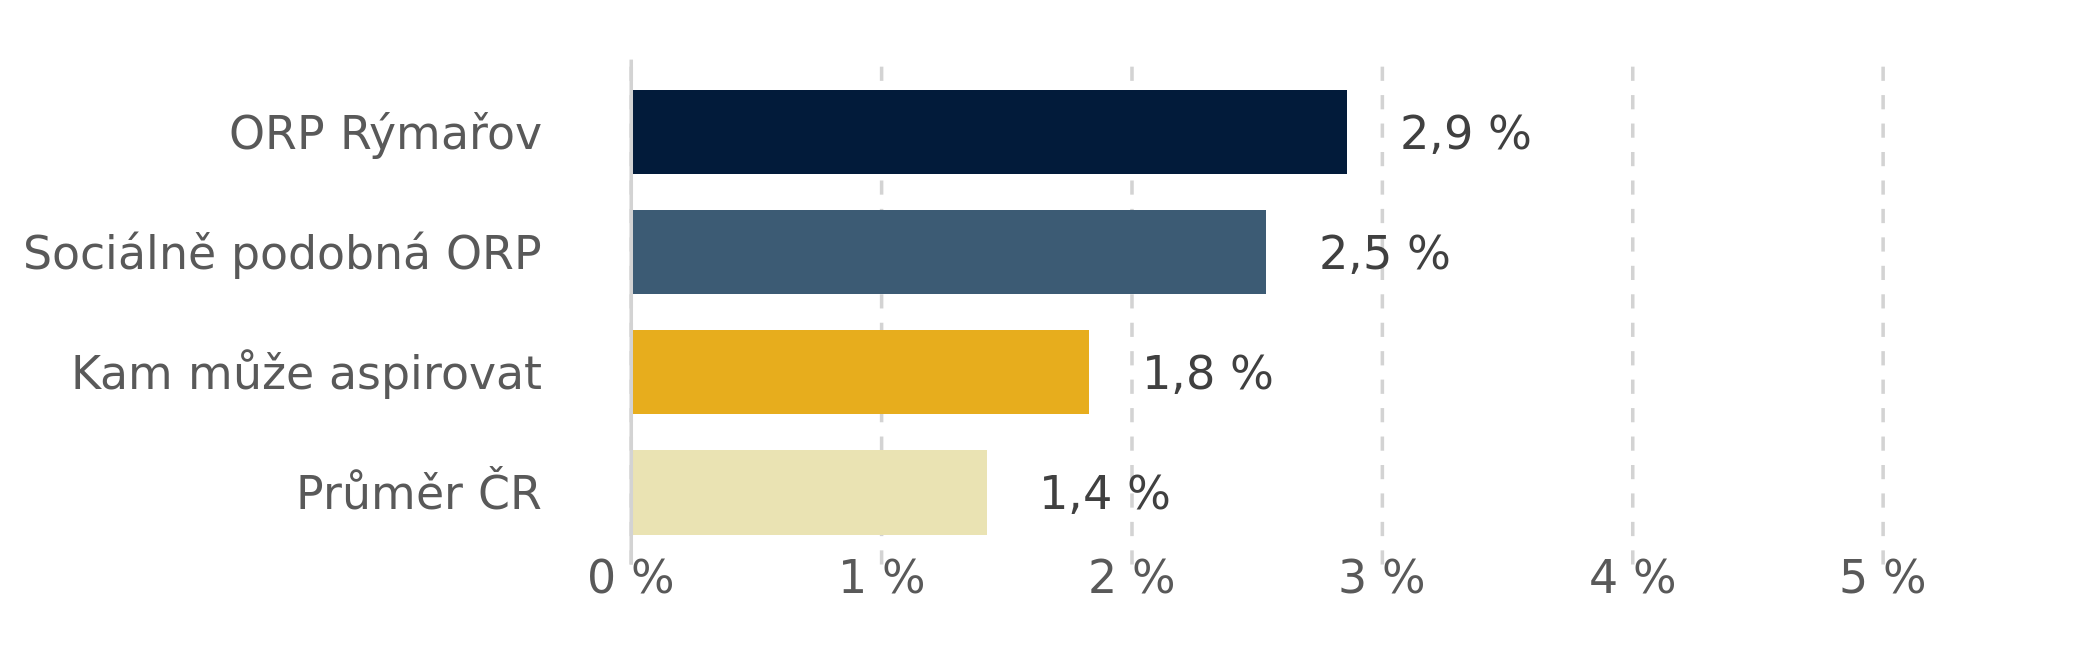 ORP Rýmařov 2,9 %
Sociálně podobná ORP 2,5 %
Kam může aspirovat 1,8 %
Průměr ČR 1,4 %
0 % 1 % 2 % 3 % 4 % 5 %